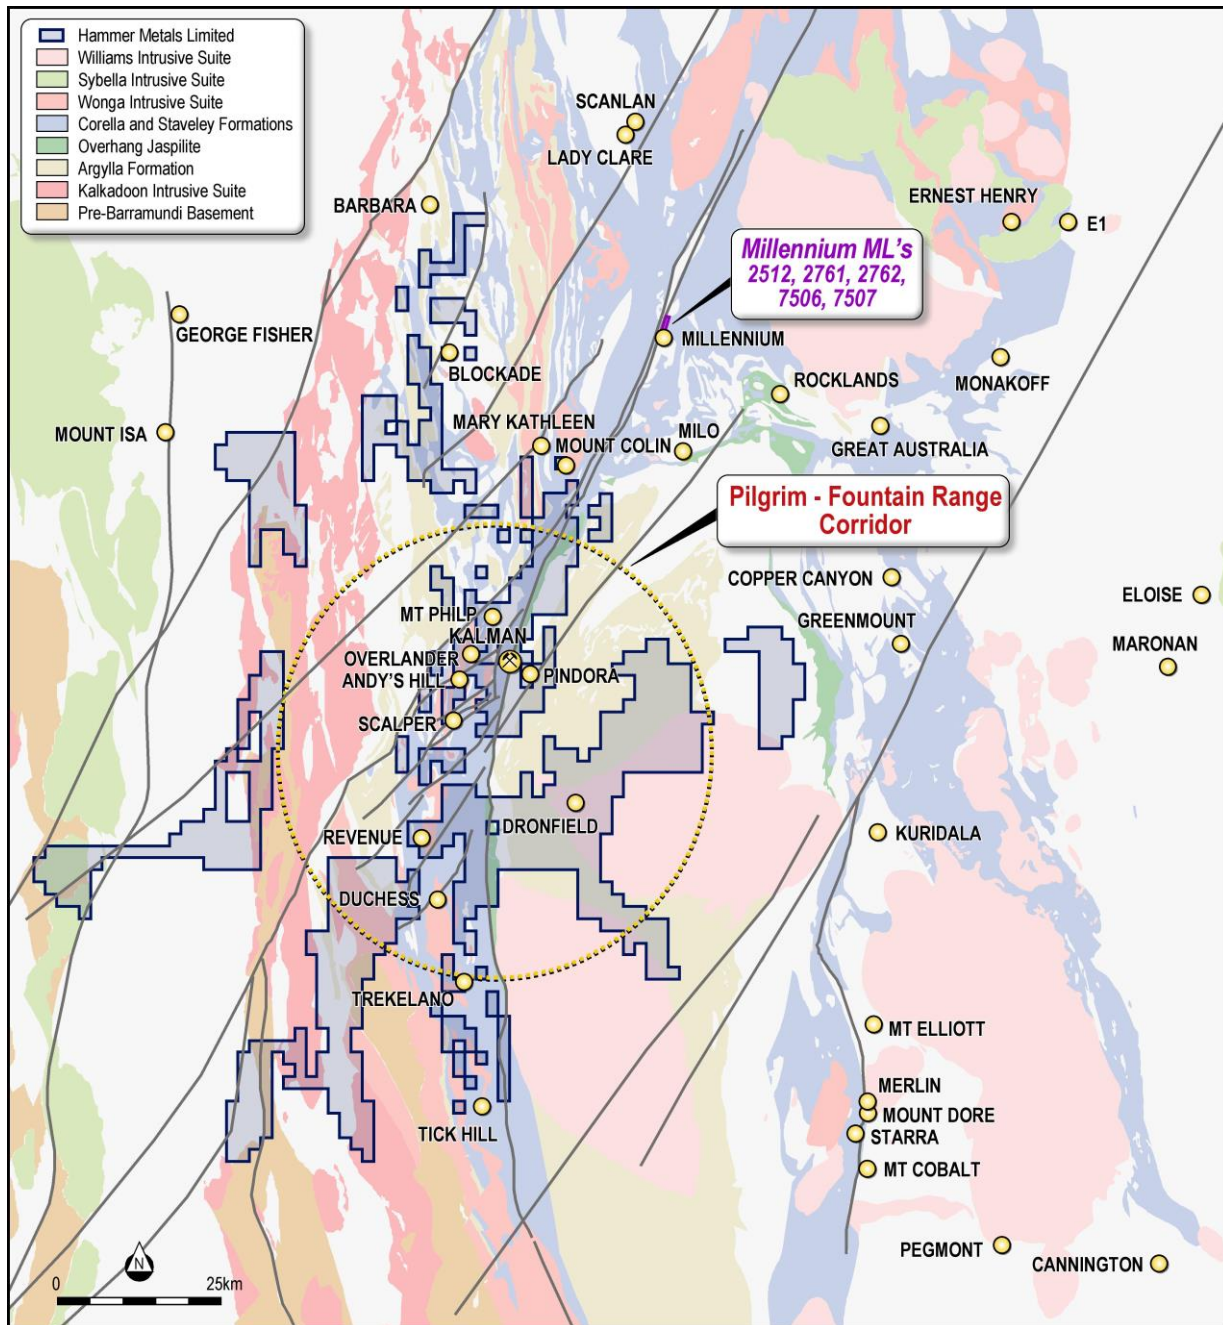 Hammer Metals Limited
Williams Intrusive Suite
Sybella Intrusive Suite
Wonga Intrusive Suite
Corella and Staveley Formations
Overhang Jaspilite
Argylla Formation
Kalkadoon Intrusive Suite
Pre-Barramundi Basement
SCANLAN
LADY CLARE
BARBARA
ERNEST HENRY
E1
Millennium ML's
2512, 2761, 2762,
7506, 7507
GEORGE FISHER
MILLENNIUM
BLOCKADE
MONAKOFF
ROCKLANDS
MARY KATHLEEN
MOUNT ISA
MILO
MOUNT COLIN
GREAT AUSTRALIA
Pilgrim - Fountain Range
Corridor
COPPER CANYON
ELOISE
MT PHILP
GREENMOUNT
KALMAN
MARONAN
OVERLANDER
ANDY'S HILL
PINDORA
SCALPER
DRONFIELD
REVENUE
KURIDALA
DUCHESS
TREKELANO
MT ELLIOTT
MERLIN
MOUNT DORE
TICK HILL
STARRA
MT COBALT
PEGMONT
CANNINGTON
N
0
25km